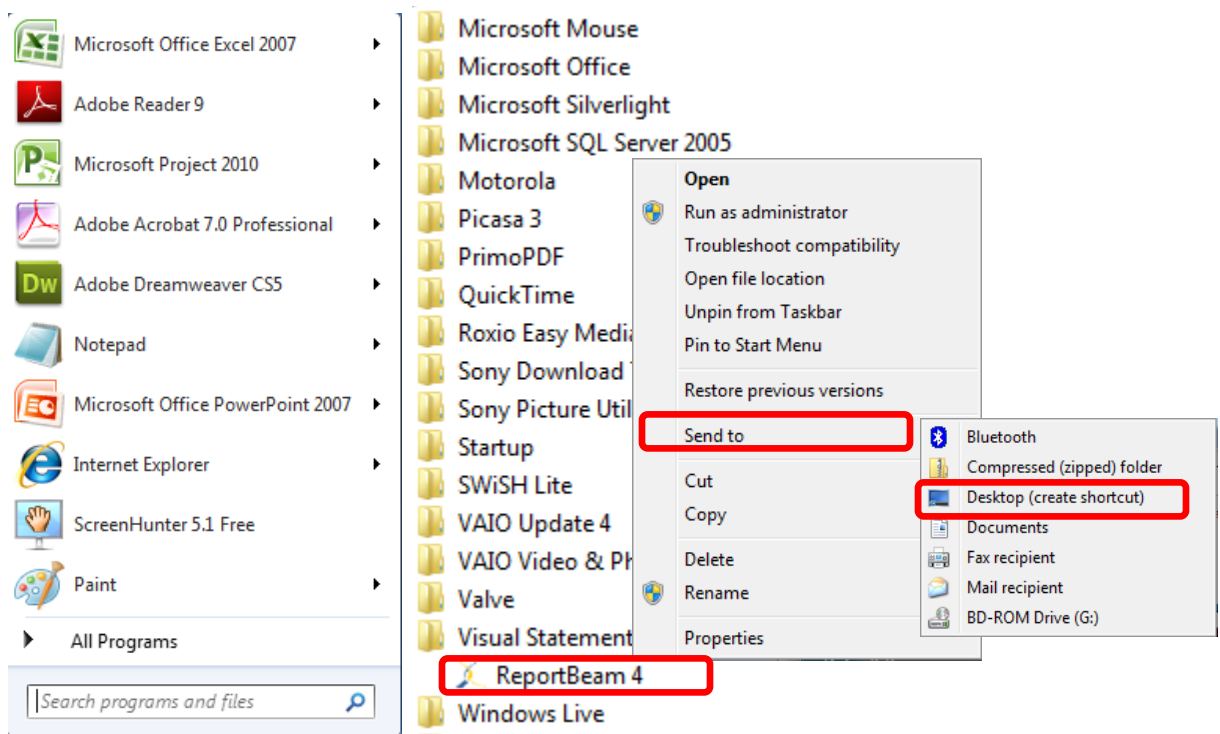 Microsoft Office Excel 2007
Adobe Reader 9
Microsoft Project 2010
Adobe Acrobat 7.0 Professional
Dw
Adobe Dreamweaver CS5
Notepad
Microsoft Office PowerPoint 2007
Internet Explorer
ScreenHunter 5.1 Free
Paint
All Programs
Search programs and files
Microsoft Mouse
Microsoft Office
Microsoft Silverlight
Microsoft SQL Server 2005
Motorola
Picasa 3
PrimoPDF
QuickTime
Roxio Easy Media
Sony Download
Sony Picture Util
Startup
SWiSH Lite
VAIO Update 4
VAIO Video & Ph
Valve
Visual Statement
ReportBeam 4
Windows Live
Open
Run as administrator
Troubleshoot compatibility
Open file location
Unpin from Taskbar
Pin to Start Menu
Restore previous versions
Send to
Cut
Copy
Delete
Rename
Properties
Bluetooth
Compressed (zipped) folder
Desktop (create shortcut)
Documents
Fax recipient
Mail recipient
BD-ROM Drive (G:)